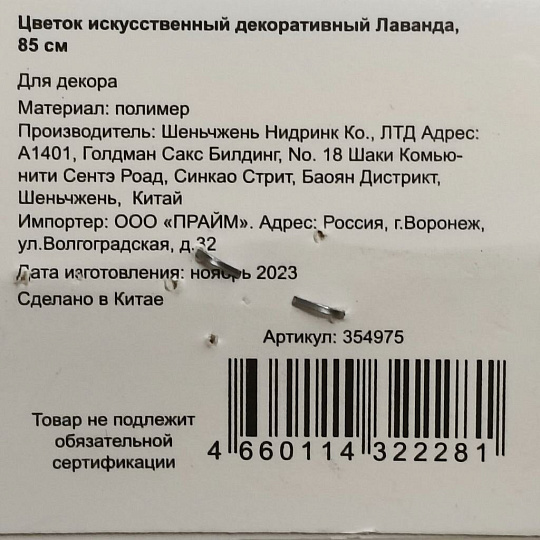 Цветок искусственный декоративный Лаванда,
85 см
Для декора
Материал: полимер
Производитель: Шеньчжень Нидринк Ко., ЛТД Адрес:
А1401, Голдман Сакс Билдинг, No. 18 Шаки Комью-
нити Сентэ Роад, Синкао Стрит, Баоян Дистрикт,
Шеньчжень, Китай
Импортер: ООО «ПРАЙМ». Адрес: Россия, г.Воронеж,
ул.Волгоградская, д.32
Дата изготовления: ноябрь 2023
Сделано в Китае
Артикул: 354975
Товар не подлежит
обязательной
сертификации
4 660114 322281